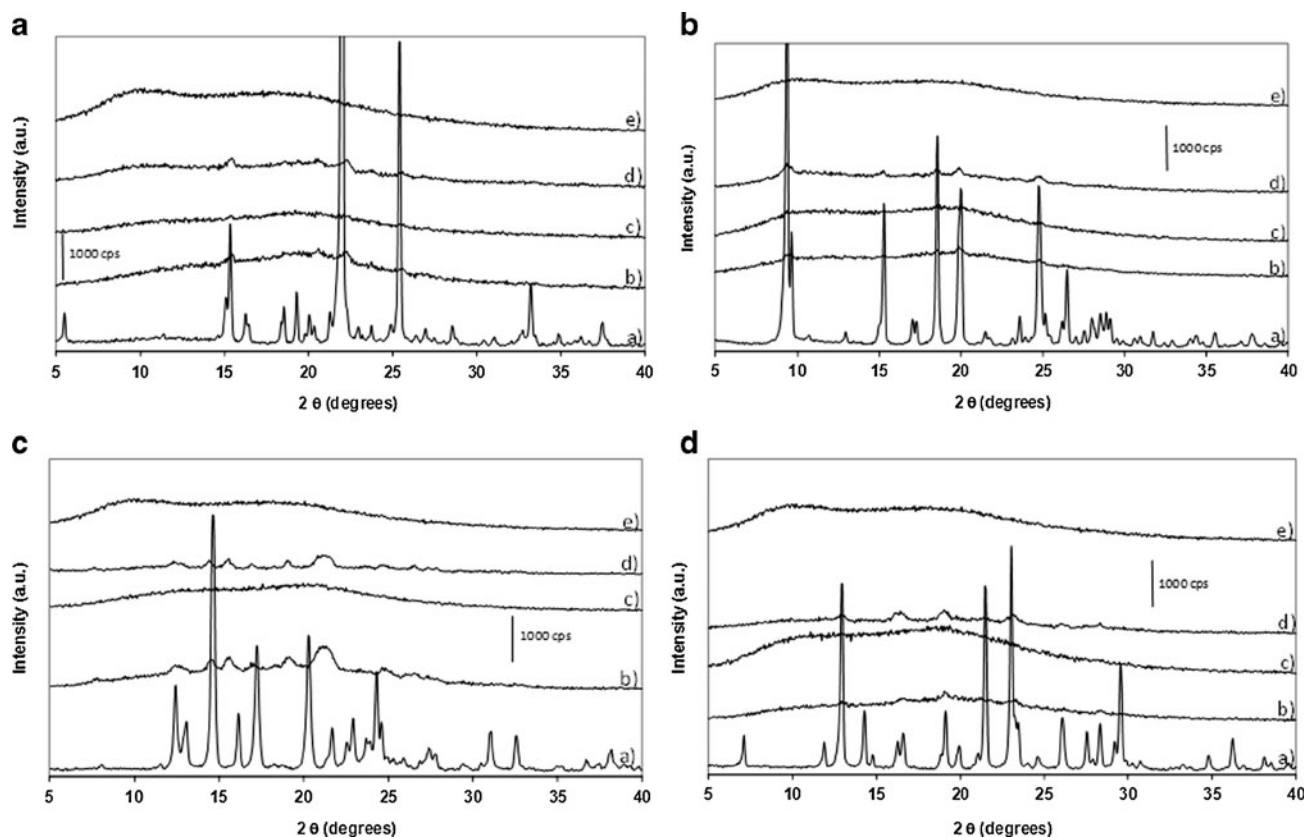 a
Intensity (a.u.)
e)
d)
c)
1000 cps
b)
a)
5 10 15 20 25 30 35 40
2 θ (degrees)
b
Intensity (a.u.)
e)
1000 cps
d)
c)
b)
a)
5 10 15 20 25 30 35 40
2 θ (degrees)
c
Intensity (a.u.)
e)
d)
c)
1000 cps
b)
a)
5 10 15 20 25 30 35 40
2 θ (degrees)
d
Intensity (a.u.)
e)
1000 cps
d)
c)
b)
a)
5 10 15 20 25 30 35 40
2 θ (degrees)